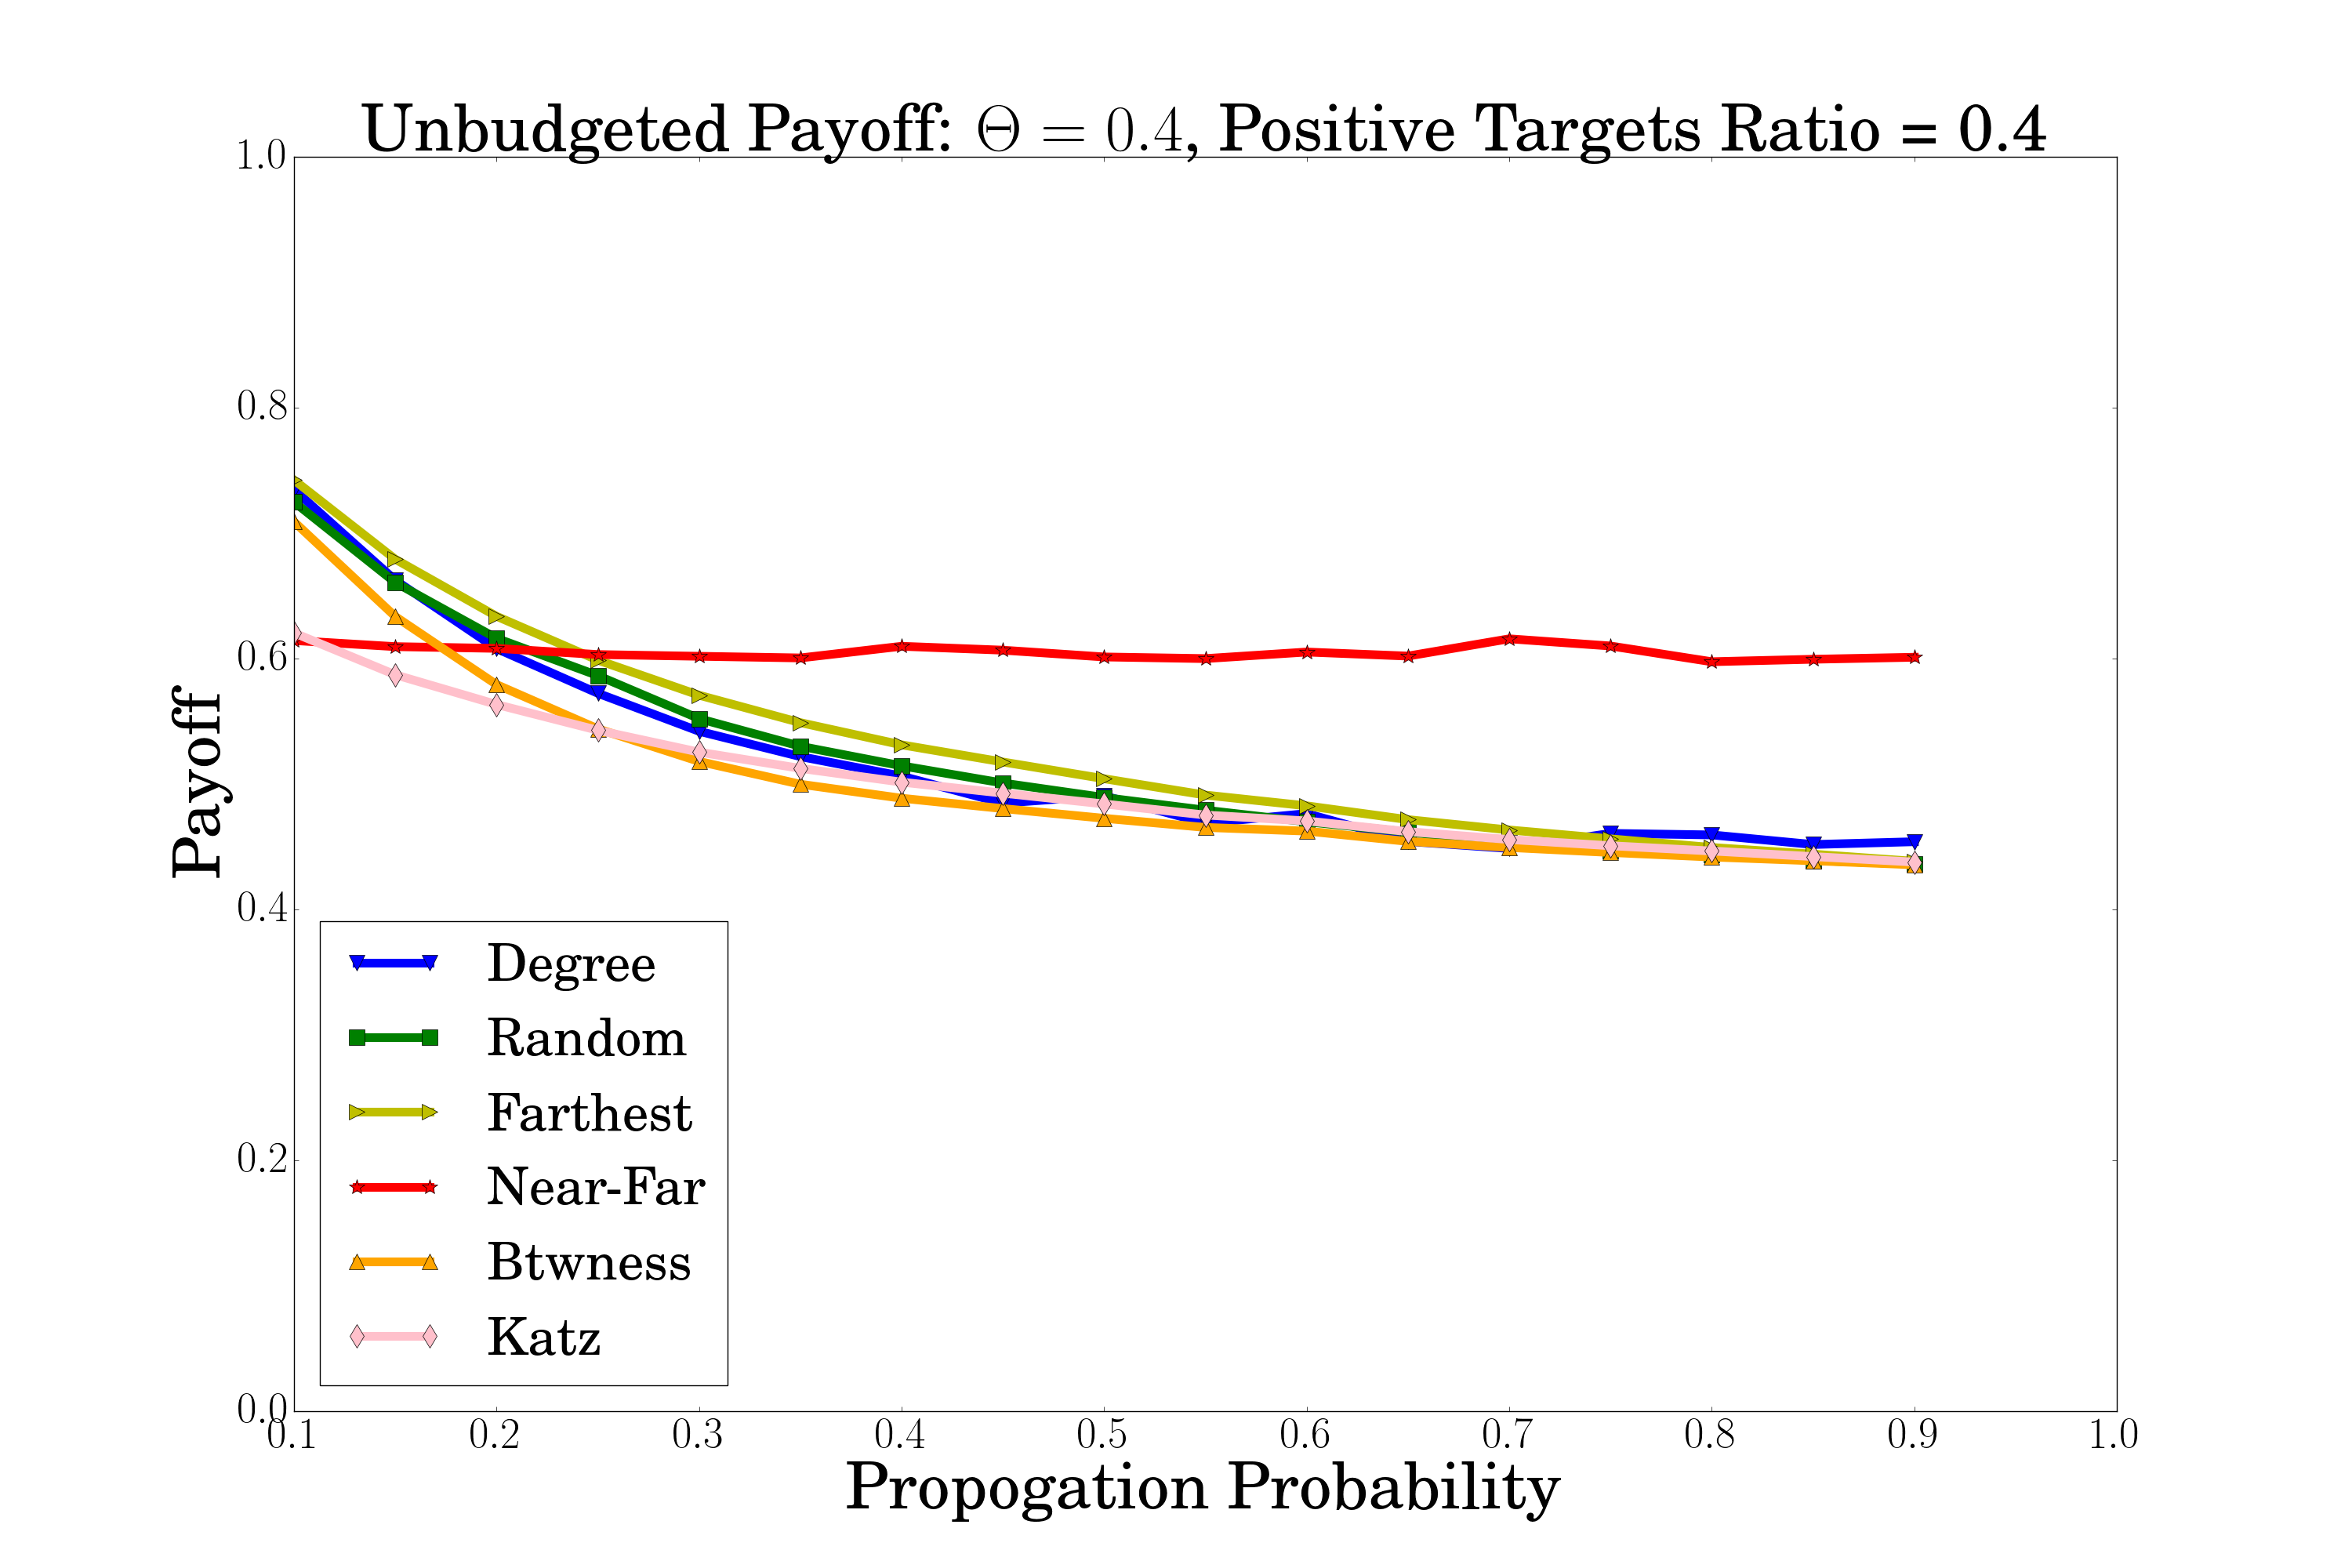 Unbudgeted Payoff: Θ = 0.4, Positive Targets Ratio = 0.4
1.0
0.8
0.6
0.4
0.2
0.0
Payoff
Degree
Random
Farthest
Near-Far
Btwness
Katz
0.1 0.2 0.3 0.4 0.5 0.6 0.7 0.8 0.9 1.0
Propogation Probability